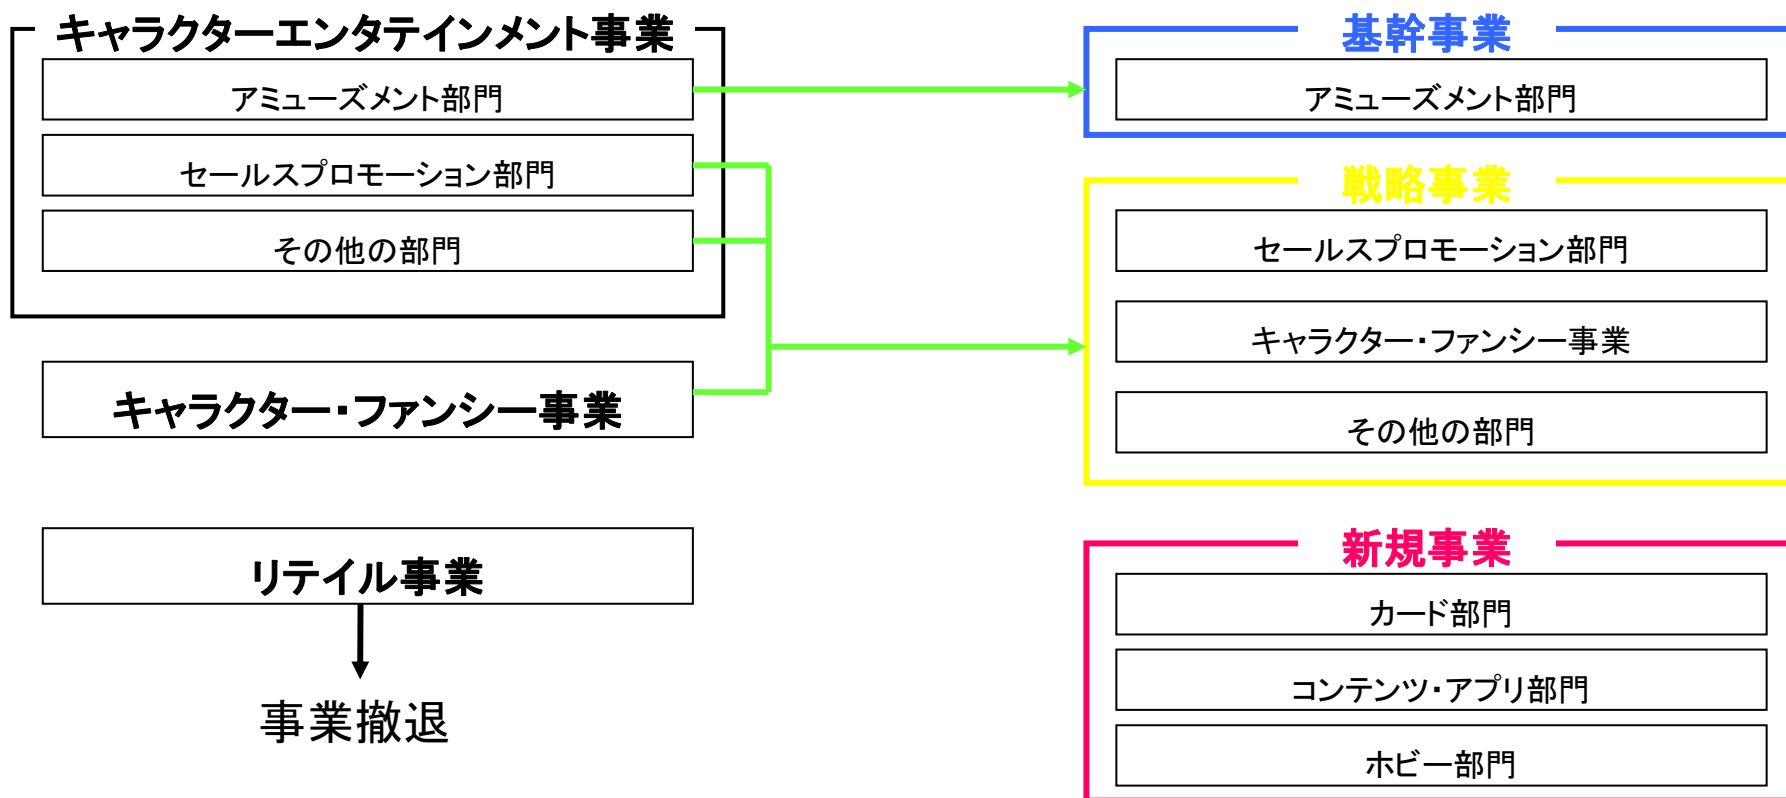 キャラクターエンタテインメント事業
アミューズメント部門
セールスプロモーション部門
その他の部門
キャラクター・ファンシー事業
リテイル事業
事業撤退
基幹事業
アミューズメント部門
戦略事業
セールスプロモーション部門
キャラクター・ファンシー事業
その他の部門
新規事業
カード部門
コンテンツ・アプリ部門
ホビー部門